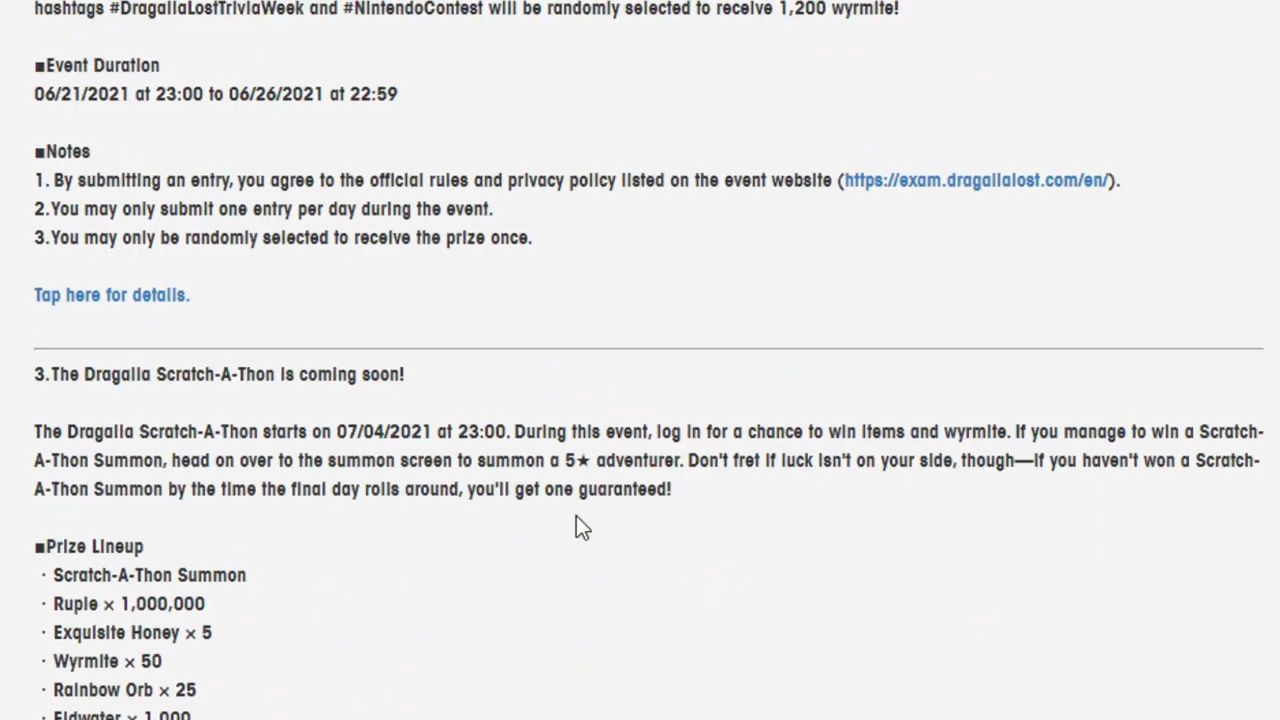 hashtags #DragaliaLostTriviaWeek and #NintendoContest will be randomly selected to receive 1,200 wyrmite!
■Event Duration
06/21/2021 at 23:00 to 06/26/2021 at 22:59
■Notes
1. By submitting an entry, you agree to the official rules and privacy policy listed on the event website (https://exam.dragalialost.com/en/).
2.You may only submit one entry per day during the event.
3.You may only be randomly selected to receive the prize once.
Tap here for details.
3.The Dragalia Scratch-A-Thon is coming soon!
The Dragalia Scratch-A-Thon starts on 07/04/2021 at 23:00. During this event, log in for a chance to win items and wyrmite. If you manage to win a Scratch-
A-Thon Summon, head on over to the summon screen to summon a 5★ adventurer. Don't fret if luck isn't on your side, though—if you haven't won a Scratch-
A-Thon Summon by the time the final day rolls around, you'll get one guaranteed!
■Prize Lineup
・Scratch-A-Thon Summon
・Rupie × 1,000,000
・Exquisite Honey × 5
・Wyrmite × 50
・Rainbow Orb × 25
・Eldwater × 1,000